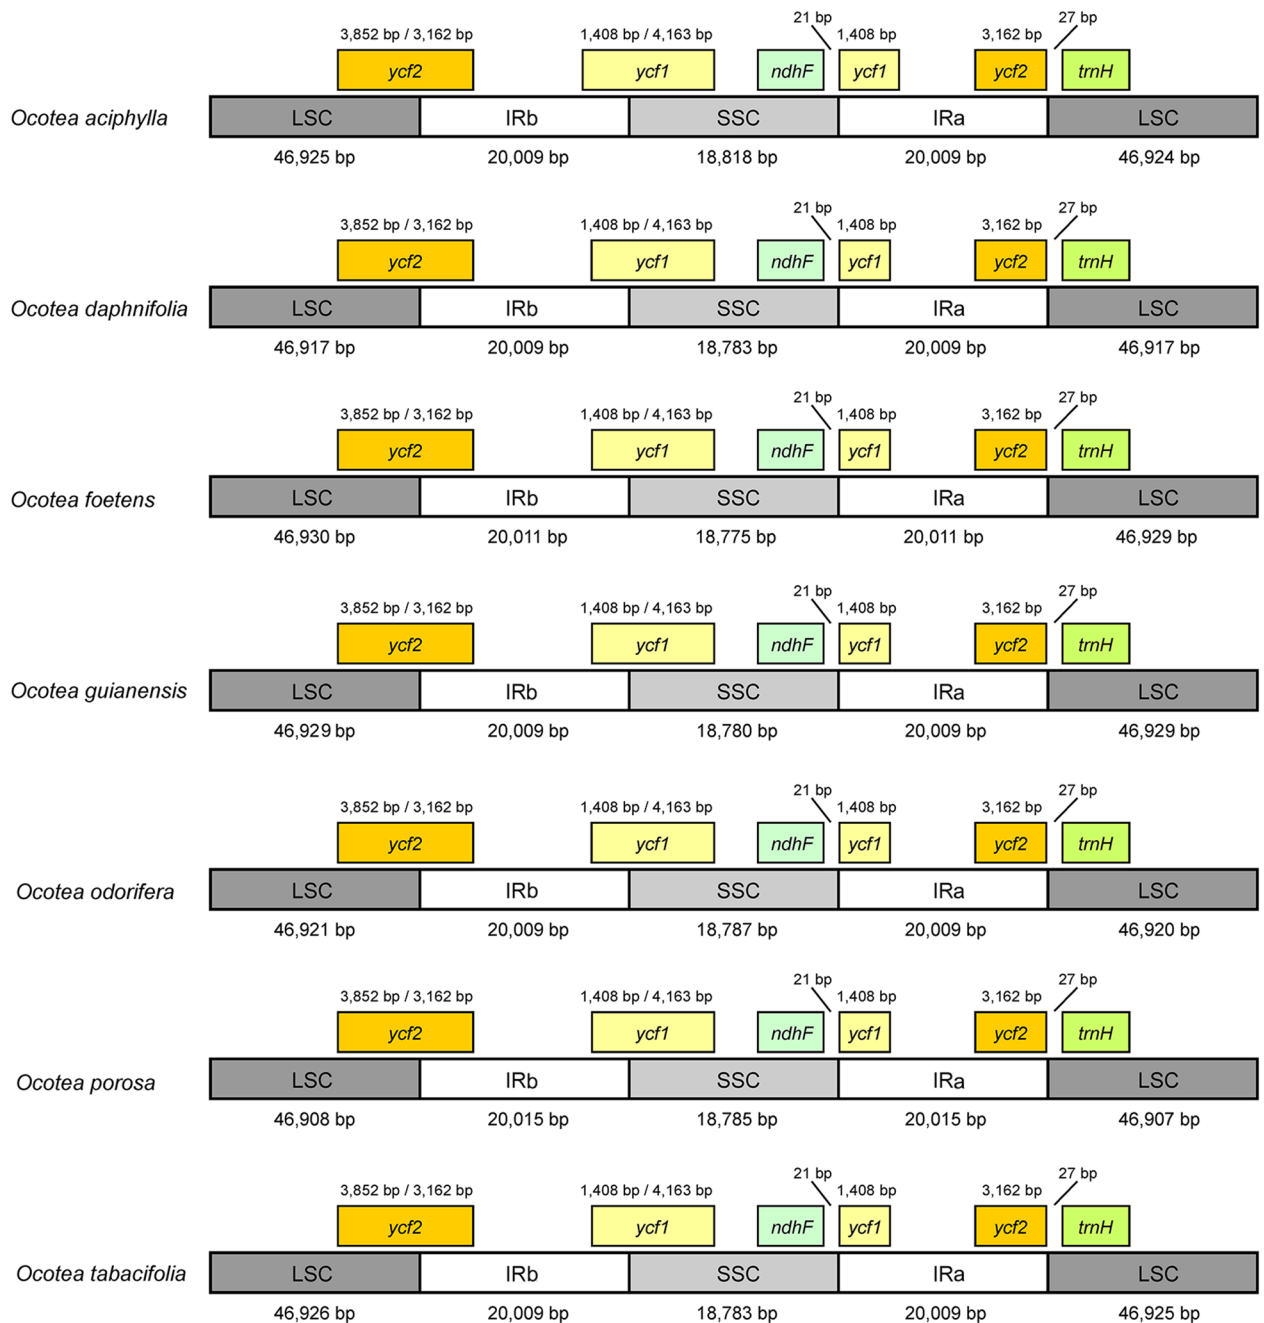 21 bp 27 bp
3,852 bp / 3,162 bp 1,408 bp / 4,163 bp 1,408 bp 3,162 bp
ycf2 ycf1 ndhF ycf1 ycf2 trnH
Ocotea aciphylla LSC IRb SSC IRa LSC
46,925 bp 20,009 bp 18,818 bp 20,009 bp 46,924 bp
21 bp 27 bp
3,852 bp / 3,162 bp 1,408 bp / 4,163 bp 1,408 bp 3,162 bp
ycf2 ycf1 ndhF ycf1 ycf2 trnH
Ocotea daphnifolia LSC IRb SSC IRa LSC
46,917 bp 20,009 bp 18,783 bp 20,009 bp 46,917 bp
21 bp 27 bp
3,852 bp / 3,162 bp 1,408 bp / 4,163 bp 1,408 bp 3,162 bp
ycf2 ycf1 ndhF ycf1 ycf2 trnH
Ocotea foetens LSC IRb SSC IRa LSC
46,930 bp 20,011 bp 18,775 bp 20,011 bp 46,929 bp
21 bp 27 bp
3,852 bp / 3,162 bp 1,408 bp / 4,163 bp 1,408 bp 3,162 bp
ycf2 ycf1 ndhF ycf1 ycf2 trnH
Ocotea guianensis LSC IRb SSC IRa LSC
46,929 bp 20,009 bp 18,780 bp 20,009 bp 46,929 bp
21 bp 27 bp
3,852 bp / 3,162 bp 1,408 bp / 4,163 bp 1,408 bp 3,162 bp
ycf2 ycf1 ndhF ycf1 ycf2 trnH
Ocotea odorifera LSC IRb SSC IRa LSC
46,921 bp 20,009 bp 18,787 bp 20,009 bp 46,920 bp
21 bp 27 bp
3,852 bp / 3,162 bp 1,408 bp / 4,163 bp 1,408 bp 3,162 bp
ycf2 ycf1 ndhF ycf1 ycf2 trnH
Ocotea porosa LSC IRb SSC IRa LSC
46,908 bp 20,015 bp 18,785 bp 20,015 bp 46,907 bp
21 bp 27 bp
3,852 bp / 3,162 bp 1,408 bp / 4,163 bp 1,408 bp 3,162 bp
ycf2 ycf1 ndhF ycf1 ycf2 trnH
Ocotea tabacifolia LSC IRb SSC IRa LSC
46,926 bp 20,009 bp 18,783 bp 20,009 bp 46,925 bp